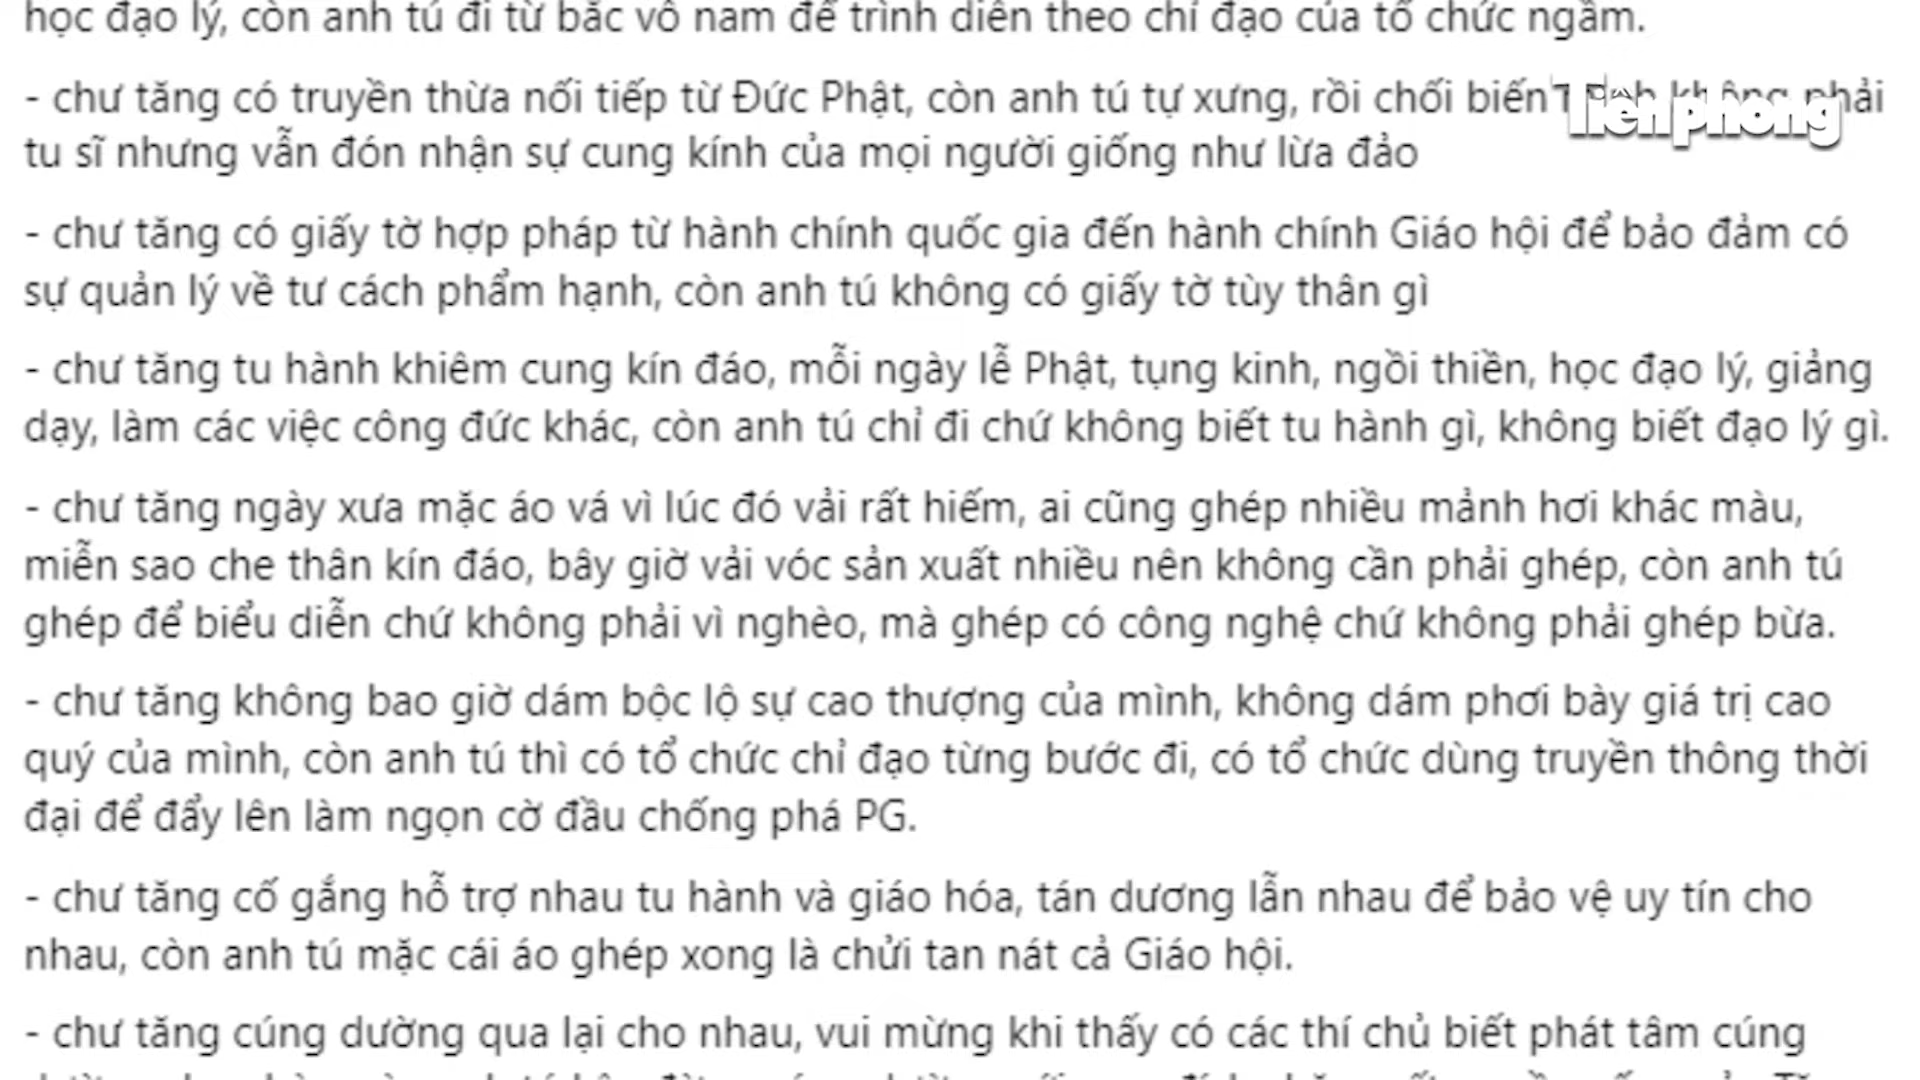 học đạo lý, còn anh tú đi từ bắc vô nam để trình diễn theo chỉ đạo của tổ chức ngầm.
- chư tăng có truyền thừa nối tiếp từ Đức Phật, còn anh tú tự xưng, rồi chối biến không phải
Tiền phong
tu sĩ nhưng vẫn đón nhận sự cung kính của mọi người giống như lừa đảo
- chư tăng có giấy tờ hợp pháp từ hành chính quốc gia đến hành chính Giáo hội để bảo đảm có
sự quản lý về tư cách phẩm hạnh, còn anh tú không có giấy tờ tùy thân gì
- chư tăng tu hành khiêm cung kín đáo, mỗi ngày lễ Phật, tụng kinh, ngồi thiền, học đạo lý, giảng
dạy, làm các việc công đức khác, còn anh tú chỉ đi chứ không biết tu hành gì, không biết đạo lý gì.
- chư tăng ngày xưa mặc áo vá vì lúc đó vải rất hiếm, ai cũng ghép nhiều mảnh hơi khác màu,
miễn sao che thân kín đáo, bây giờ vải vóc sản xuất nhiều nên không cần phải ghép, còn anh tú
ghép để biểu diễn chứ không phải vì nghèo, mà ghép có công nghệ chứ không phải ghép bừa.
- chư tăng không bao giờ dám bộc lộ sự cao thượng của mình, không dám phơi bày giá trị cao
quý của mình, còn anh tú thì có tổ chức chỉ đạo từng bước đi, có tổ chức dùng truyền thông thời
đại để đẩy lên làm ngọn cờ đầu chống phá PG.
- chư tăng cố gắng hỗ trợ nhau tu hành và giáo hóa, tán dương lẫn nhau để bảo vệ uy tín cho
nhau, còn anh tú mặc cái áo ghép xong là chửi tan nát cả Giáo hội.
- chư tăng cúng dường qua lại cho nhau, vui mừng khi thấy có các thí chủ biết phát tâm cúng